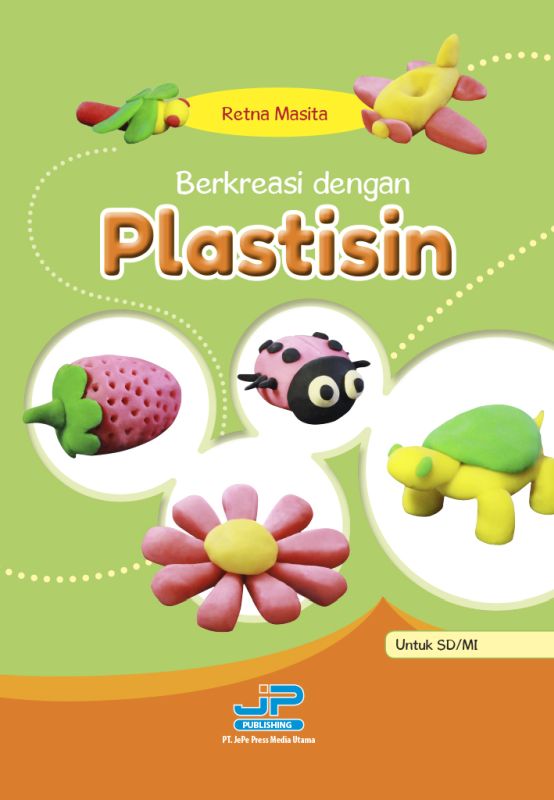 Retna Masita
Berkreasi dengan
Plastisin
Untuk SD/MI
JP
PUBLISHING
PT. JePe Press Media Utama